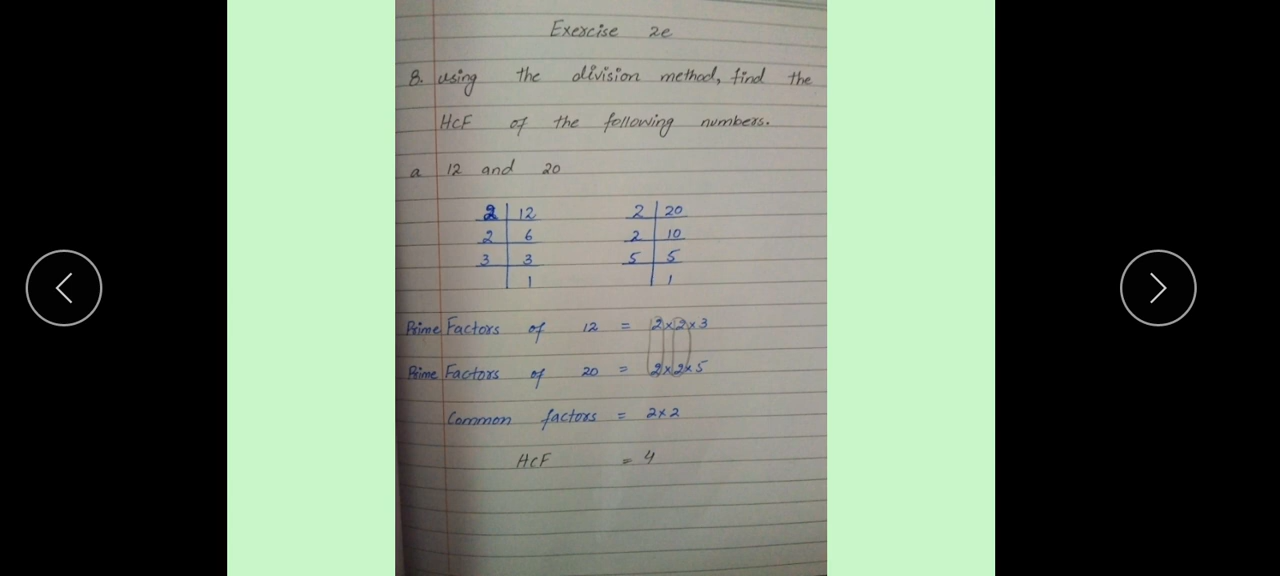 Exercise 2e
8. using the division method, find the
HCF of the following numbers.
a 12 and 20
2 | 12    2 | 20
2 | 6    2 | 10
3 | 3    5 | 5
| 1    | 1
Prime Factors of 12 = 2×2×3
Prime Factors of 20 = 2×2×5
Common factors = 2×2
HCF = 4